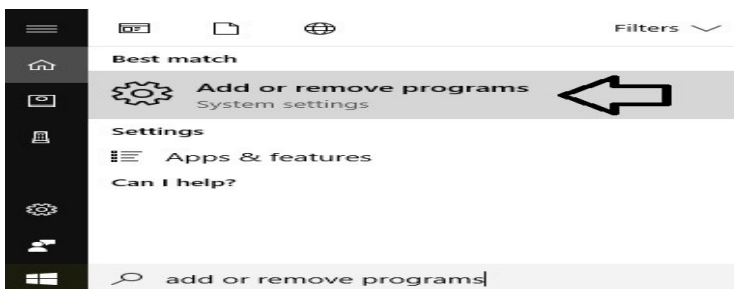 Filters
Best match
Add or remove programs
System settings
Settings
Apps & features
Can I help?
add or remove programs